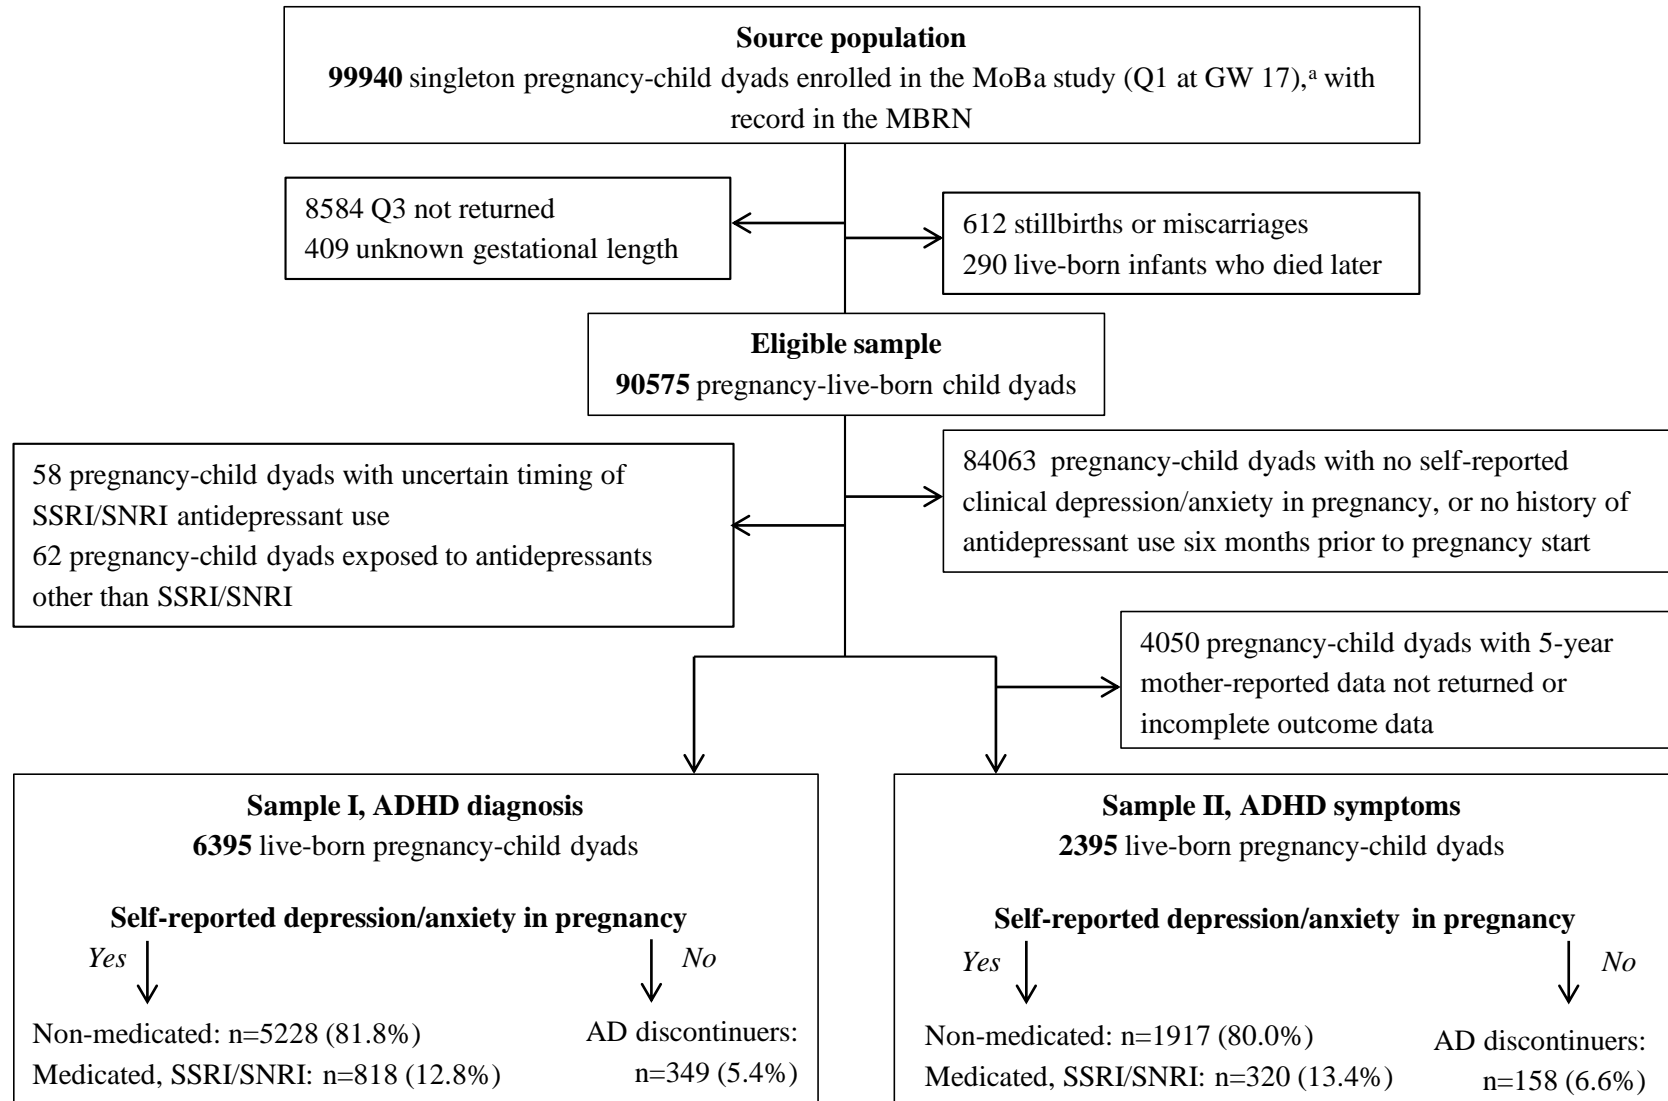 Source population
99940 singleton pregnancy-child dyads enrolled in the MoBa study (Q1 at GW 17),ª with
record in the MBRN
8584 Q3 not returned
409 unknown gestational length
612 stillbirths or miscarriages
290 live-born infants who died later
Eligible sample
90575 pregnancy-live-born child dyads
58 pregnancy-child dyads with uncertain timing of
SSRI/SNRI antidepressant use
62 pregnancy-child dyads exposed to antidepressants
other than SSRI/SNRI
84063 pregnancy-child dyads with no self-reported
clinical depression/anxiety in pregnancy, or no history of
antidepressant use six months prior to pregnancy start
4050 pregnancy-child dyads with 5-year
mother-reported data not returned or
incomplete outcome data
Sample I, ADHD diagnosis
6395 live-born pregnancy-child dyads
Self-reported depression/anxiety in pregnancy
Yes
No
Non-medicated: n=5228 (81.8%)
Medicated, SSRI/SNRI: n=818 (12.8%)
AD discontinuers:
n=349 (5.4%)
Sample II, ADHD symptoms
2395 live-born pregnancy-child dyads
Self-reported depression/anxiety in pregnancy
Yes
No
Non-medicated: n=1917 (80.0%)
Medicated, SSRI/SNRI: n=320 (13.4%)
AD discontinuers:
n=158 (6.6%)